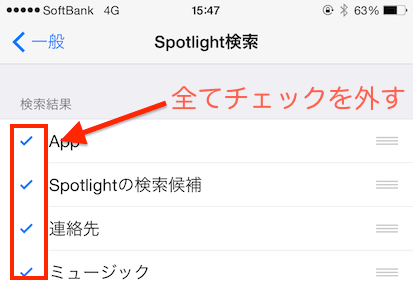 SoftBank 4G 15:47 63%
一般 Spotlight検索
検索結果
全てチェックを外す
App
Spotlightの検索候補
連絡先
ミュージック